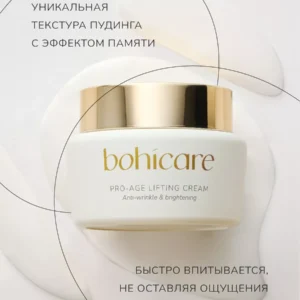 УНИКАЛЬНАЯ
ТЕКСТУРА ПУДИНГА
С ЭФФЕКТОМ ПАМЯТИ
bohicare
PRO-AGE LIFTING CREAM
Anti-wrinkle & brightening
БЫСТРО ВПИТЫВАЕТСЯ,
НЕ ОСТАВЛЯЯ ОЩУЩЕНИЯ